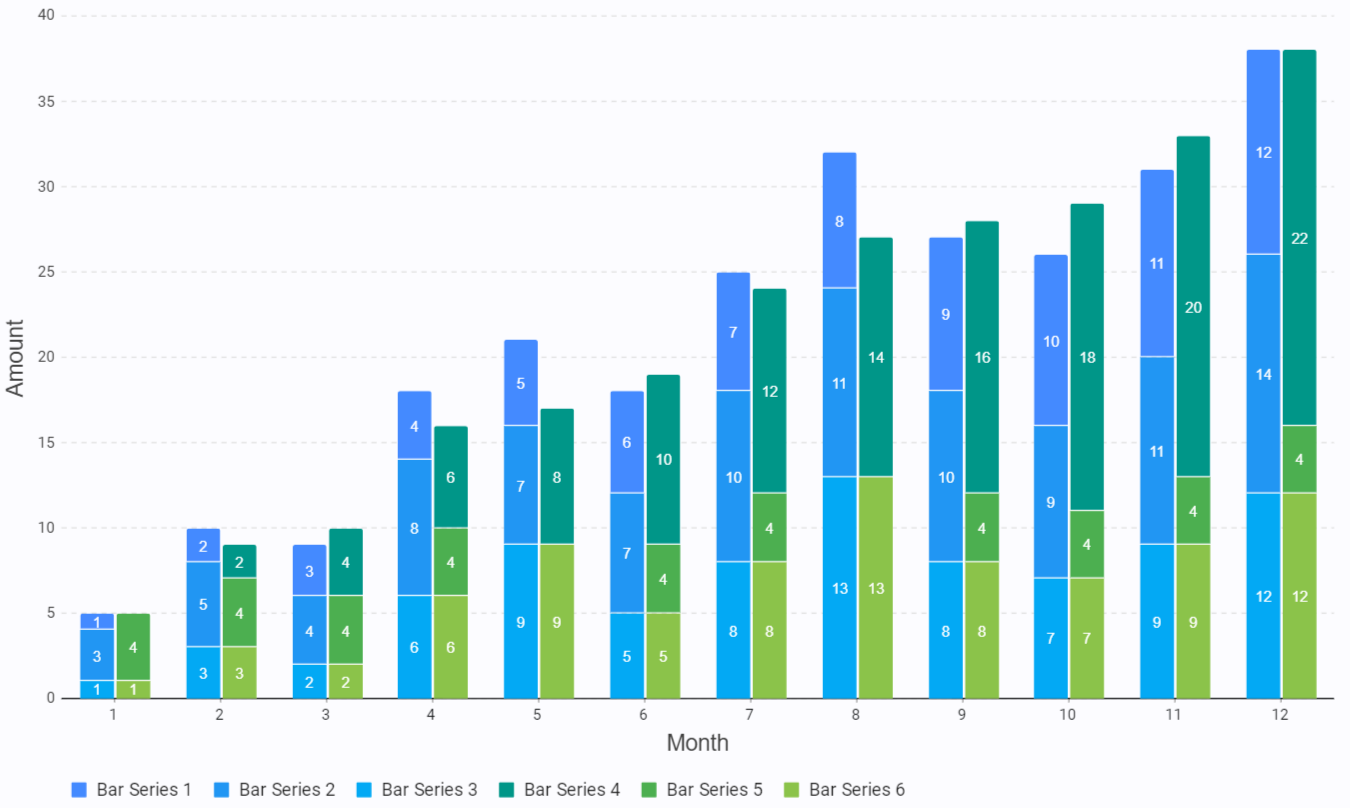 40
35
30
25
20
15
10
5
0
Amount
1 3 1 4 1
2 5 3 2 4 3
3 4 2 4 4 2
4 8 6 6 4 6
5 7 9 8 9
6 7 5 10 4 5
7 10 8 12 4 8
8 11 13 14 13
9 10 8 16 4 8
10 9 7 18 4 7
11 11 9 20 4 9
12 14 12 22 4 12
1 2 3 4 5 6 7 8 9 10 11 12
Month
Bar Series 1 Bar Series 2 Bar Series 3 Bar Series 4 Bar Series 5 Bar Series 6